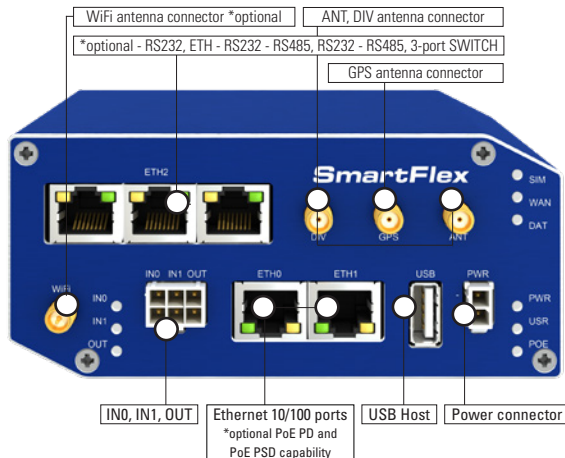 WiFi antenna connector *optional
ANT, DIV antenna connector
*optional - RS232, ETH - RS232 - RS485, RS232 - RS485, 3-port SWITCH
GPS antenna connector
ETH2
SmartFlex
SIM
WAN
DAT
DIV
GPS
ANT
WiFi
IN0
IN1
OUT
IN0 IN1 OUT
ETH0
ETH1
USB
PWR
PWR
USR
POE
IN0, IN1, OUT
Ethernet 10/100 ports
*optional PoE PD and
PoE PSD capability
USB Host
Power connector